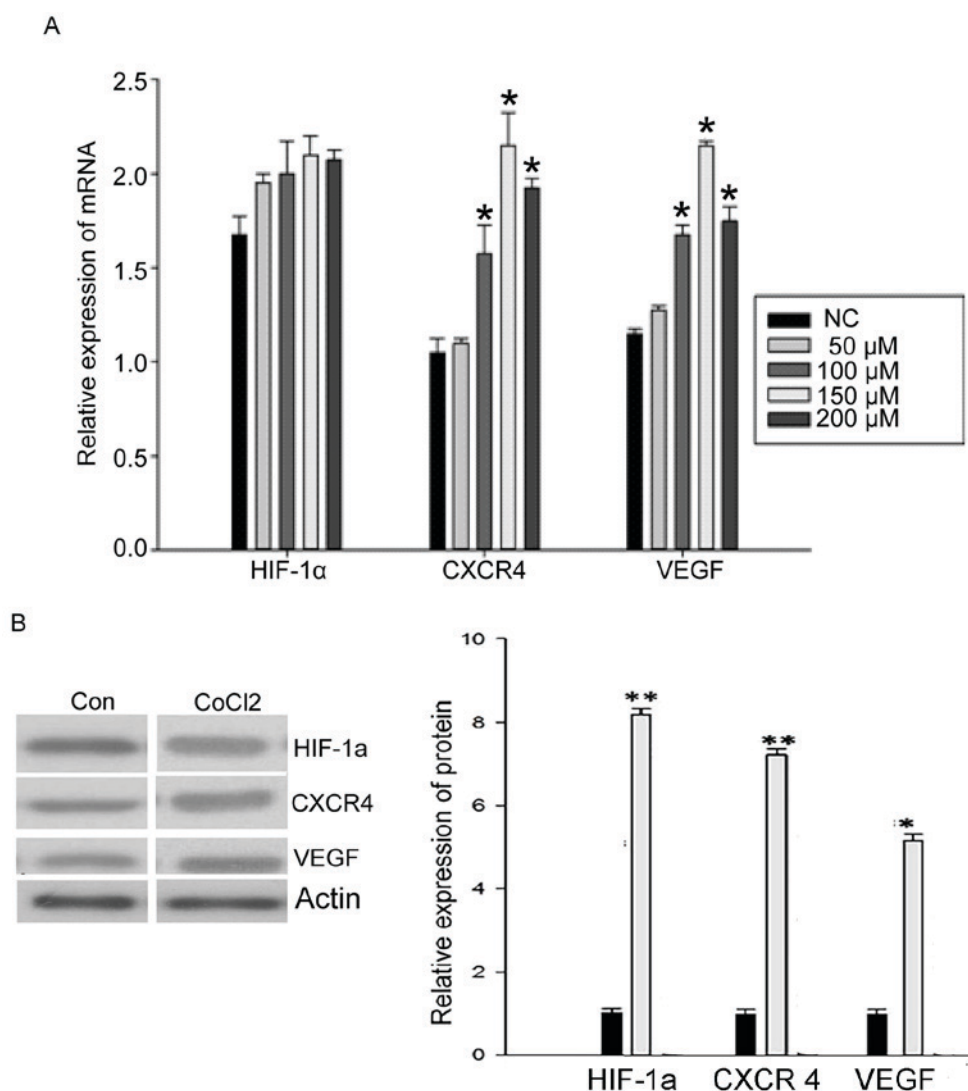 A
2.5
2.0
1.5
1.0
0.5
0.0
Relative expression of mRNA
* * * * * *
HIF-1α CXCR4 VEGF
NC
50 µM
100 µM
150 µM
200 µM
B
Con CoCl2
HIF-1a
CXCR4
VEGF
Actin
10
8
6
4
2
0
Relative expression of protein
** ** *
HIF-1a CXCR 4 VEGF